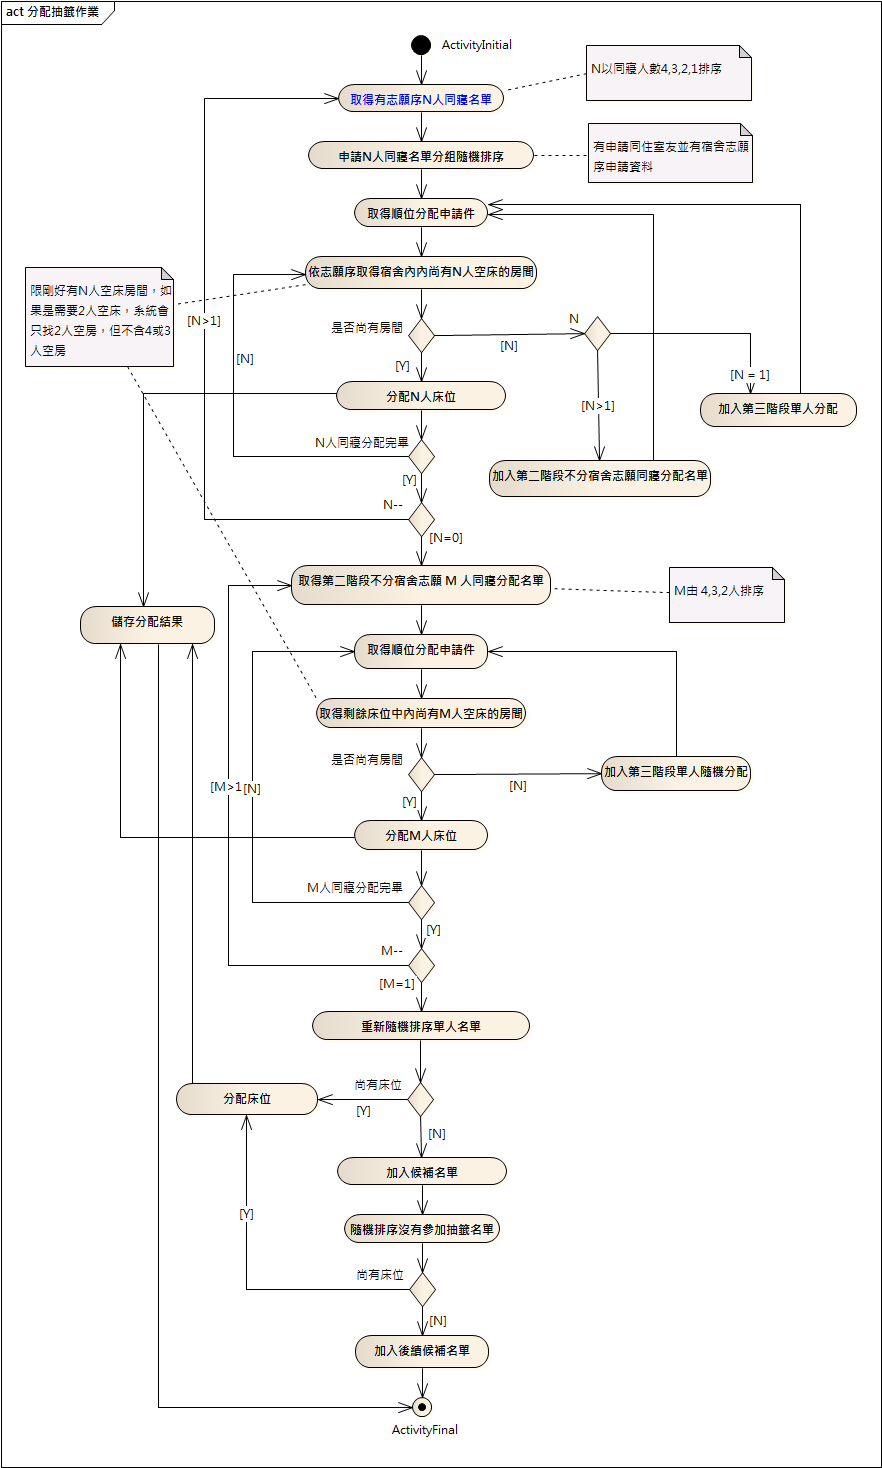 act 分配抽籤作業
ActivityInitial
N以同寢人數4,3,2,1排序
取得有志願序N人同寢名單
申請N人同寢名單分組隨機排序
有申請同住室友並有宿舍志願
序申請資料
取得順位分配申請件
依志願序取得宿舍內內尚有N人空床的房間
限剛好有N人空床房間，如
果是需要2人空床，系統會
只找2人空房，但不含4或3
人空房
[N>1]
是否尚有房間
N
[N]
[N]
[Y]
[N = 1]
分配N人床位
[N>1]
加入第三階段單人分配
N人同寢分配完畢
[Y]
加入第二階段不分宿舍志願同寢分配名單
N--
[N=0]
取得第二階段不分宿舍志願 M 人同寢分配名單
M由 4,3,2人排序
儲存分配結果
取得順位分配申請件
取得剩餘床位中內尚有M人空床的房間
是否尚有房間
[M>1
[N]
[N]
加入第三階段單人隨機分配
[Y]
分配M人床位
M人同寢分配完畢
[Y]
M--
[M=1]
重新隨機排序單人名單
尚有床位
分配床位
[Y]
[N]
加入候補名單
[Y]
隨機排序沒有參加抽籤名單
尚有床位
[N]
加入後續候補名單
ActivityFinal